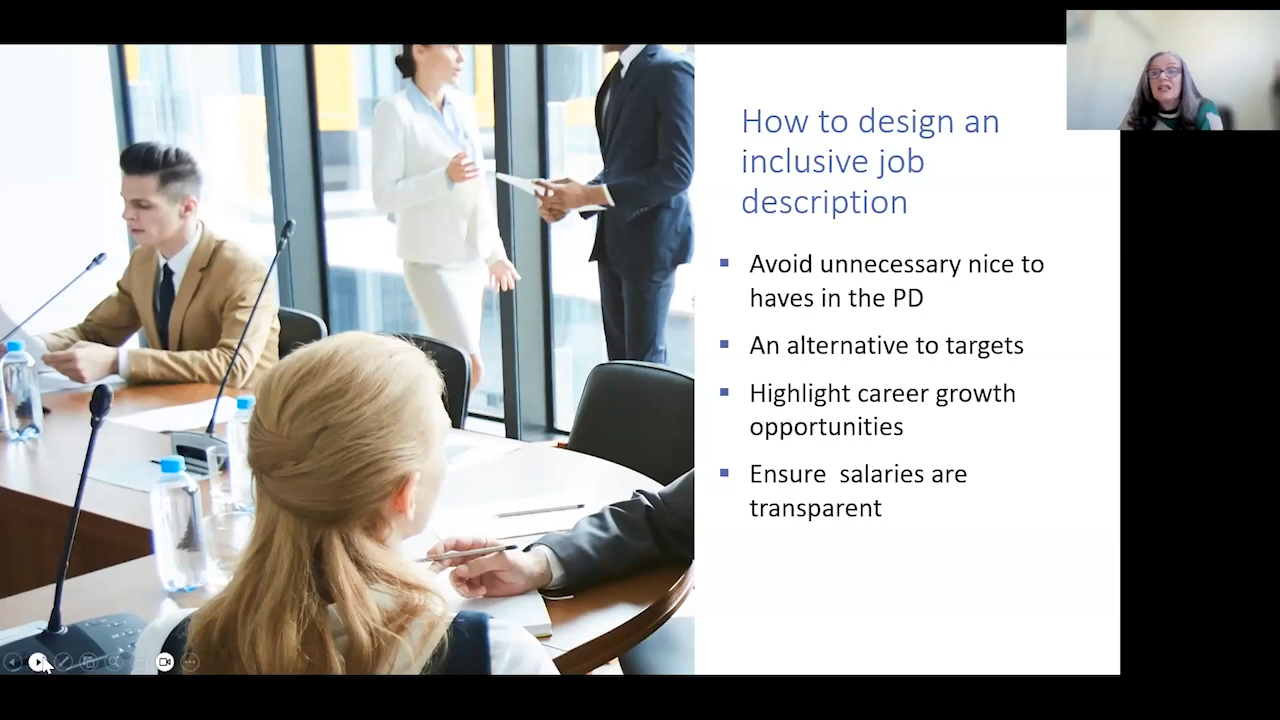 How to design an
inclusive job
description
Avoid unnecessary nice to
haves in the PD
An alternative to targets
Highlight career growth
opportunities
Ensure  salaries are
transparent